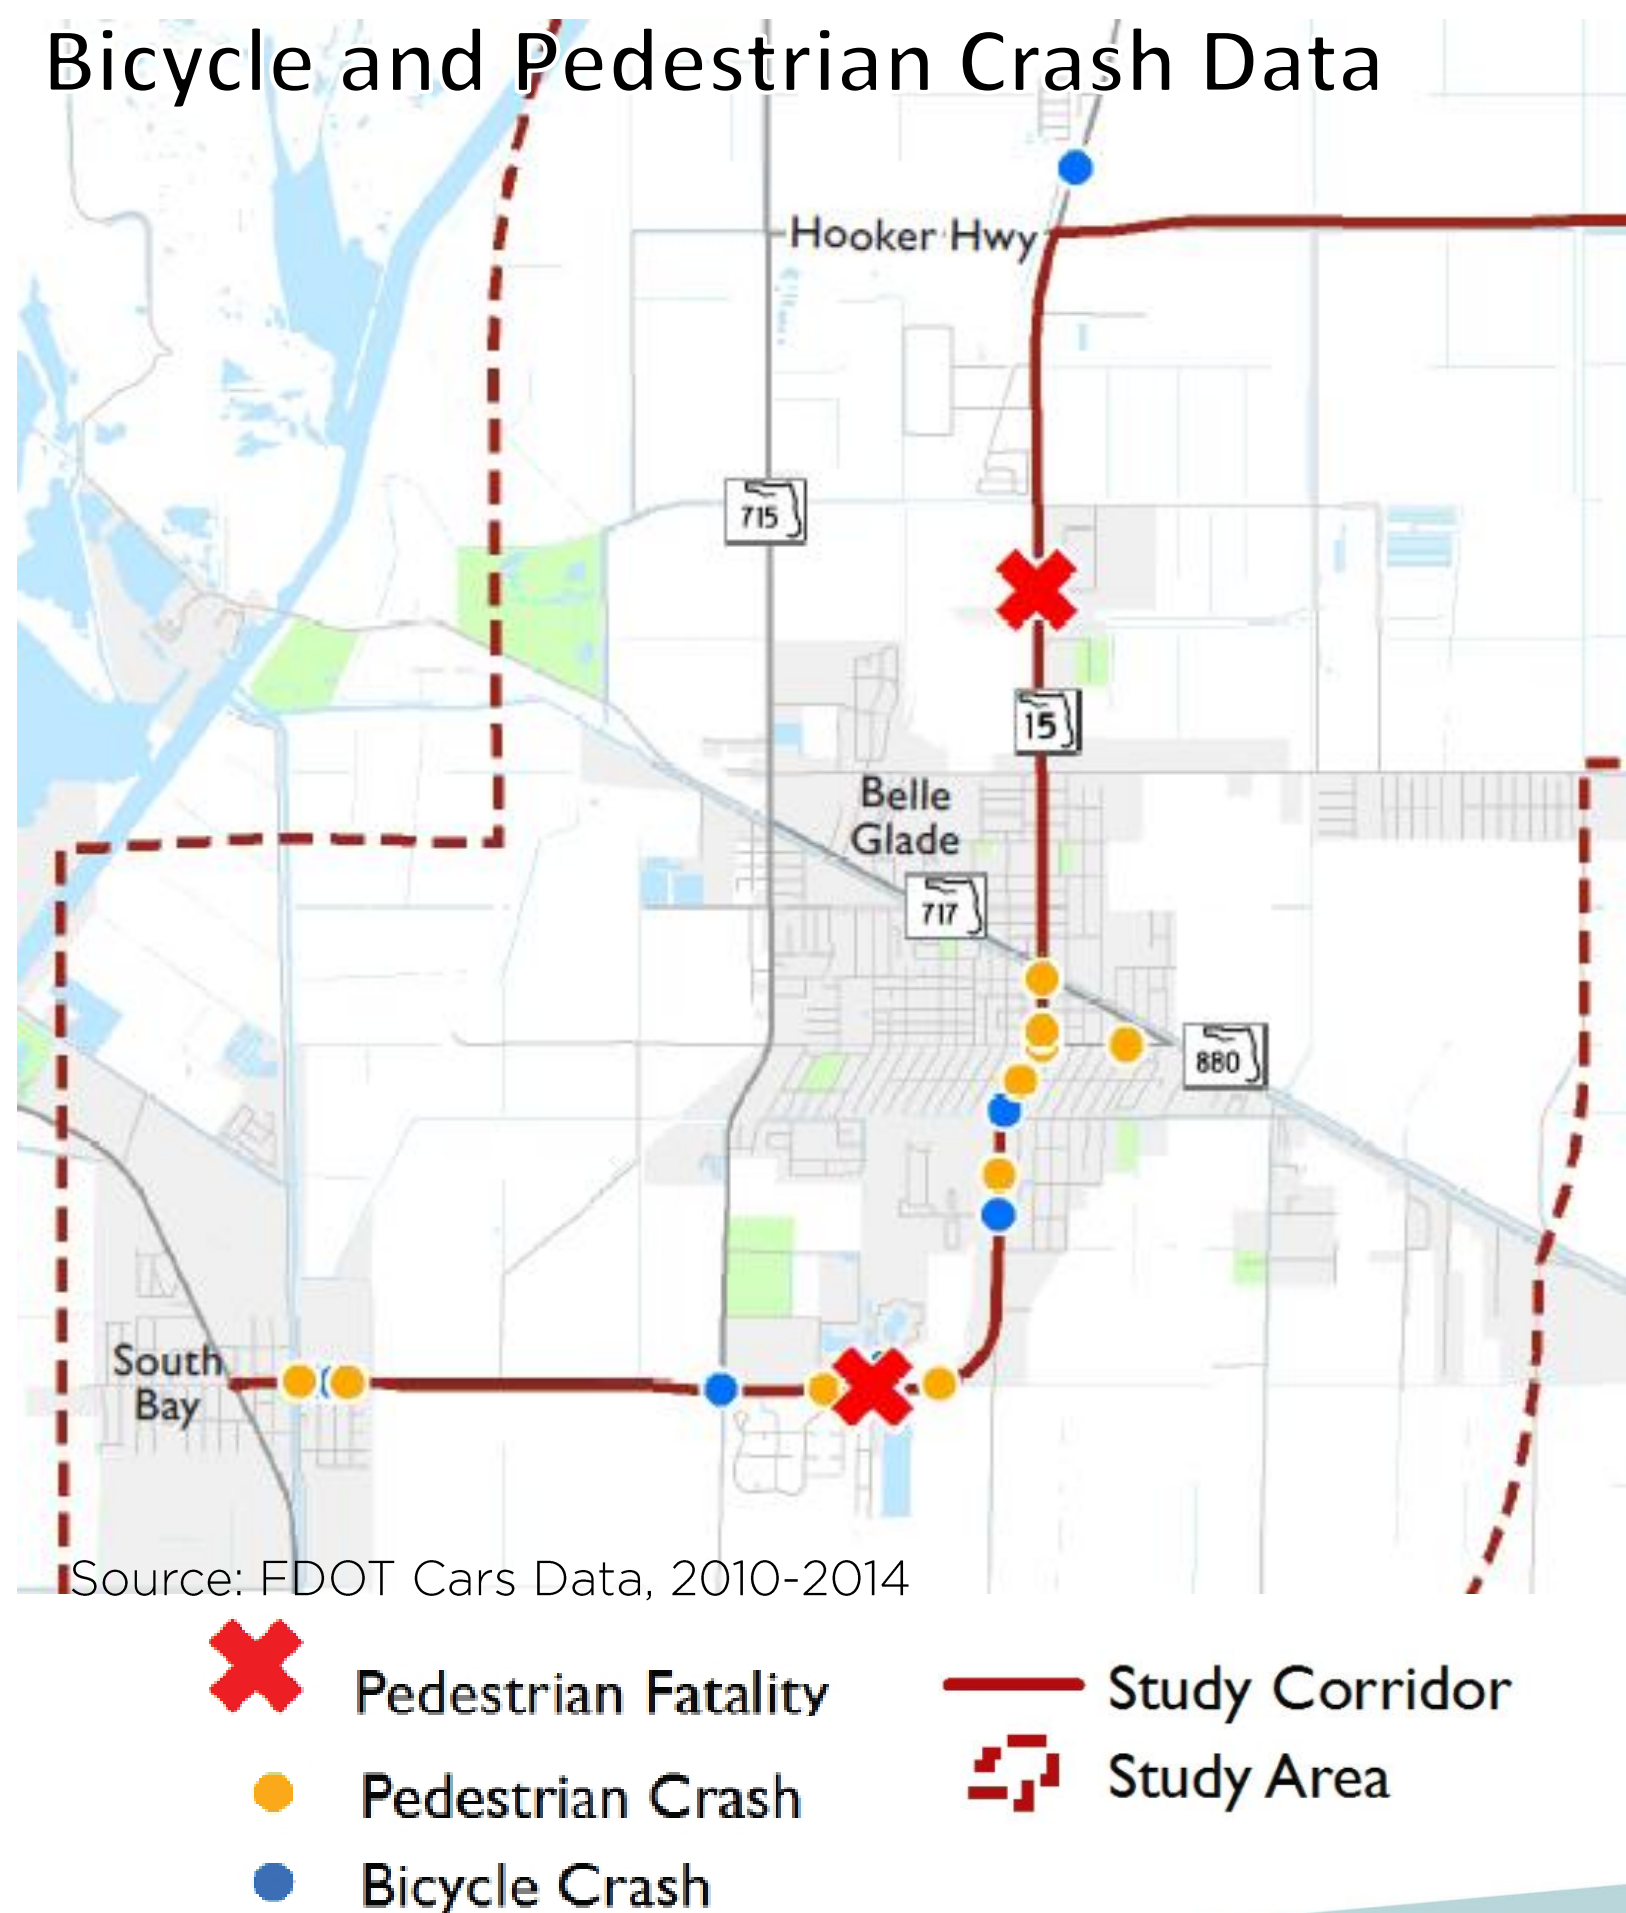 Bicycle and Pedestrian Crash Data
Hooker Hwy
715
15
Belle
Glade
717
880
South
Bay
Source: FDOT Cars Data, 2010-2014
Pedestrian Fatality
Study Corridor
Pedestrian Crash
Study Area
Bicycle Crash